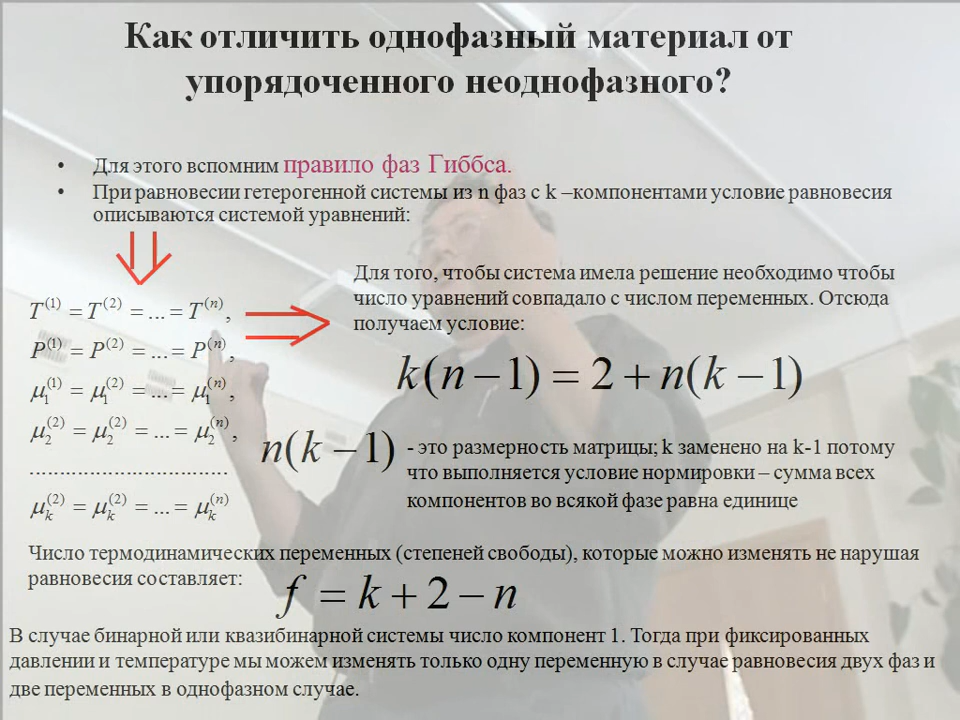 Как отличить однофазный материал от
упорядоченного неоднофазного?
• Для этого вспомним правило фаз Гиббса.
• При равновесии гетерогенной системы из n фаз с k –компонентами условие равновесия
описываются системой уравнений:
T^(1) = T^(2) = ... = T^(n),
P^(1) = P^(2) = ... = P^(n),
μ_1^(1) = μ_1^(2) = ... = μ_1^(n),
μ_2^(2) = μ_2^(2) = ... = μ_2^(n),
.................................
μ_k^(2) = μ_k^(2) = ... = μ_k^(n)
Для того, чтобы система имела решение необходимо чтобы
число уравнений совпадало с числом переменных. Отсюда
получаем условие:
k(n−1) = 2 + n(k−1)
n(k−1)
- это размерность матрицы; k заменено на k-1 потому
что выполняется условие нормировки – сумма всех
компонентов во всякой фазе равна единице
Число термодинамических переменных (степеней свободы), которые можно изменять не нарушая
равновесия составляет:
f = k + 2 − n
В случае бинарной или квазибинарной системы число компонент 1. Тогда при фиксированных
давлении и температуре мы можем изменять только одну переменную в случае равновесия двух фаз и
две переменных в однофазном случае.